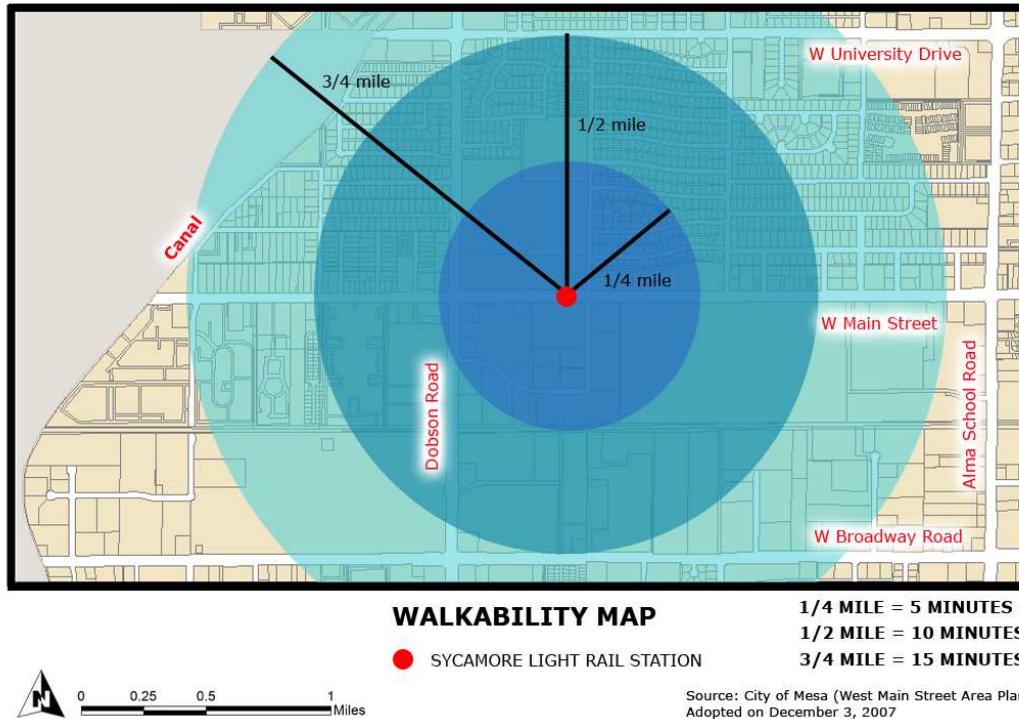 W University Drive
3/4 mile
1/2 mile
Canal
1/4 mile
W Main Street
Dobson Road
Alma School Road
W Broadway Road
WALKABILITY MAP
SYCAMORE LIGHT RAIL STATION
1/4 MILE = 5 MINUTES
1/2 MILE = 10 MINUTES
3/4 MILE = 15 MINUTES
N
0 0.25 0.5 1
Miles
Source: City of Mesa (West Main Street Area Plan
Adopted on December 3, 2007